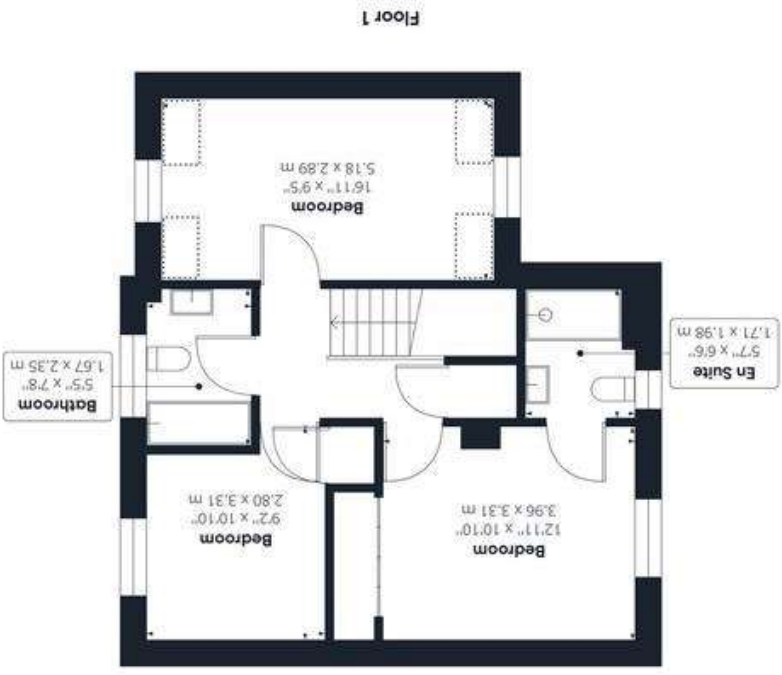 Bedroom
12'11" x 10'10"
3.96 x 3.31 m
Bedroom
9'2" x 10'10"
2.80 x 3.31 m
En Suite
5'7" x 6'6"
1.71 x 1.98 m
Bathroom
5'5" x 7'8"
1.67 x 2.35 m
Bedroom
16'11" x 9'5"
5.18 x 2.89 m
Floor 1